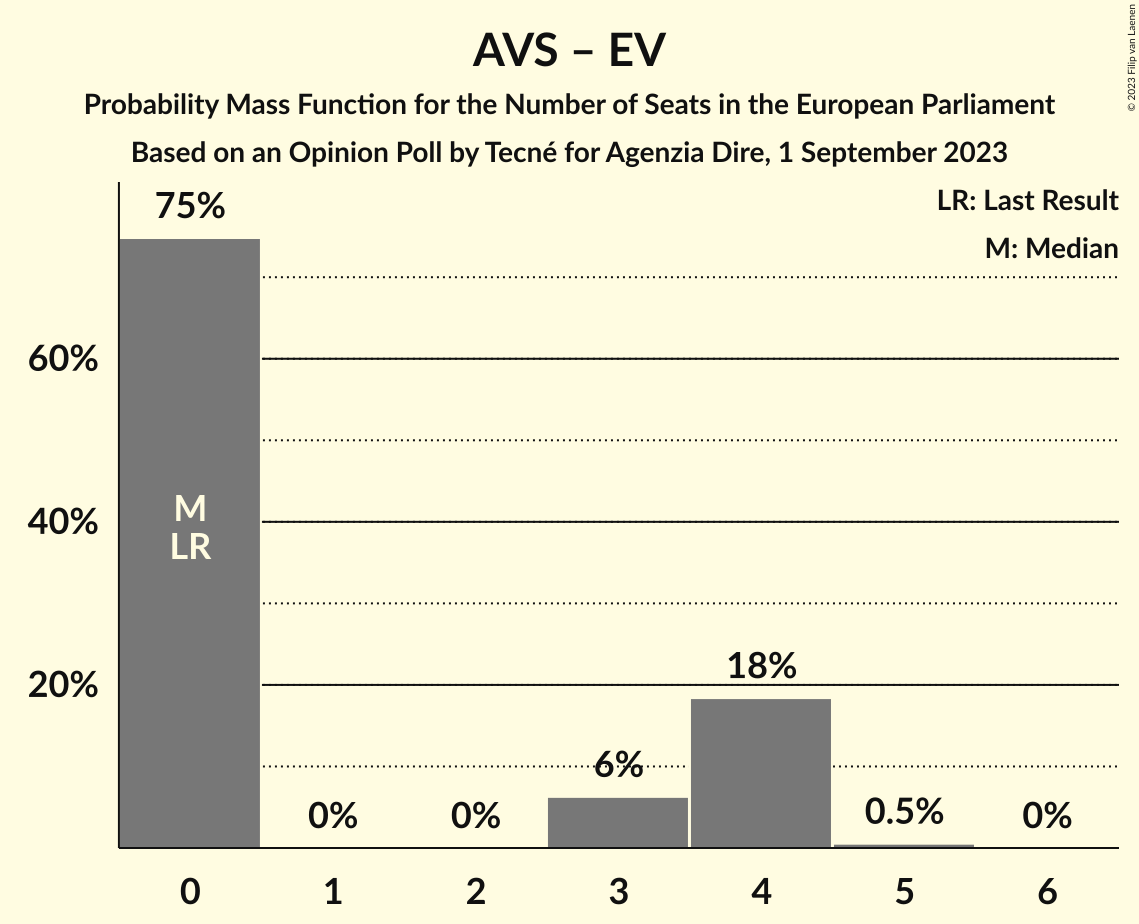 AVS – EV
Probability Mass Function for the Number of Seats in the European Parliament
Based on an Opinion Poll by Tecné for Agenzia Dire, 1 September 2023
© 2023 Filip van Laenen
LR: Last Result
M: Median
75%
60%
40%
20%
M
LR
0%
0%
6%
18%
0.5%
0%
0
1
2
3
4
5
6